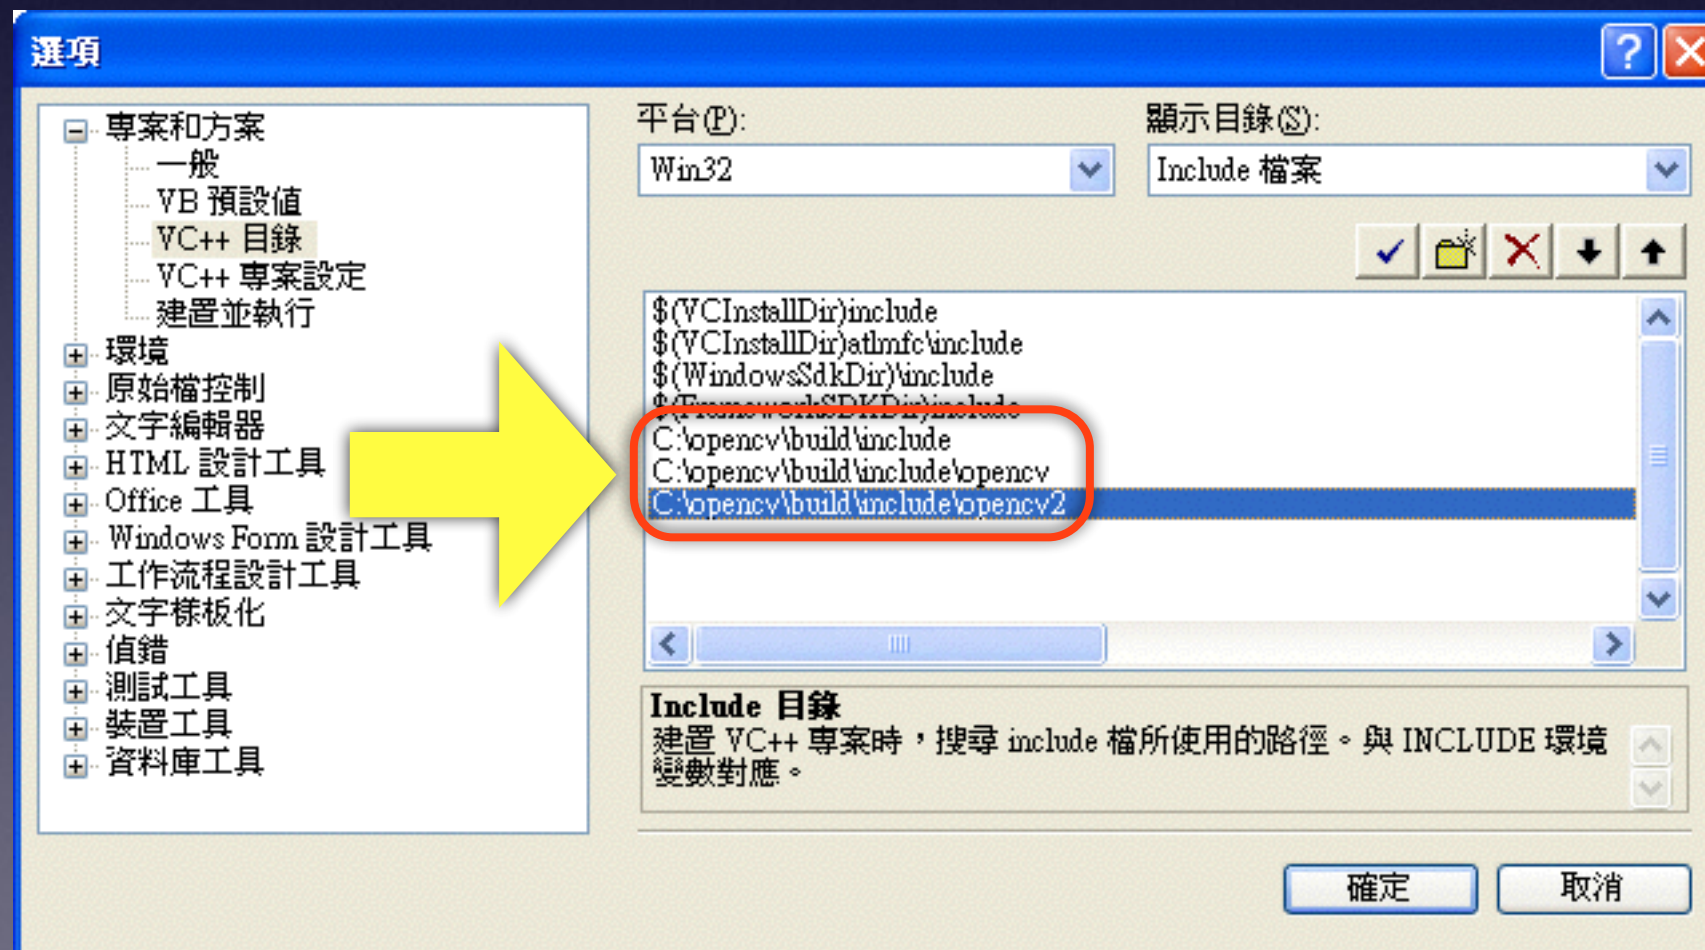 選項
專案和方案
一般
VB 預設值
VC++ 目錄
VC++ 專案設定
建置並執行
環境
原始檔控制
文字編輯器
HTML 設計工具
Office 工具
Windows Form 設計工具
工作流程設計工具
文字樣板化
偵錯
測試工具
裝置工具
資料庫工具
平台(P):
Win32
顯示目錄(S):
Include 檔案
$(VCInstallDir)include
$(VCInstallDir)atlmfc\include
$(WindowsSdkDir)\include
$(FrameworkSDKDir)include
C:\opencv\build\include
C:\opencv\build\include\opencv
C:\opencv\build\include\opencv2
Include 目錄
建置 VC++ 專案時，搜尋 include 檔所使用的路徑。與 INCLUDE 環境
變數對應。
確定
取消